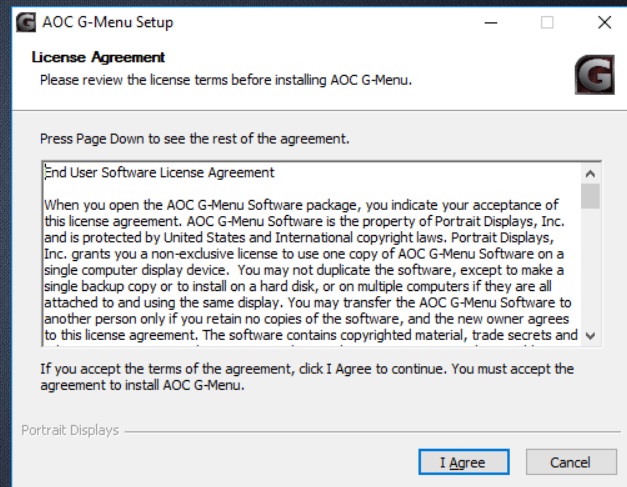 AOC G-Menu Setup
License Agreement
Please review the license terms before installing AOC G-Menu.
G
Press Page Down to see the rest of the agreement.
End User Software License Agreement
When you open the AOC G-Menu Software package, you indicate your acceptance of
this license agreement. AOC G-Menu Software is the property of Portrait Displays, Inc.
and is protected by United States and International copyright laws. Portrait Displays,
Inc. grants you a non-exclusive license to use one copy of AOC G-Menu Software on a
single computer display device.  You may not duplicate the software, except to make a
single backup copy or to install on a hard disk, or on multiple computers if they are all
attached to and using the same display. You may transfer the AOC G-Menu Software to
another person only if you retain no copies of the software, and the new owner agrees
to this license agreement. The software contains copyrighted material, trade secrets and
If you accept the terms of the agreement, click I Agree to continue. You must accept the
agreement to install AOC G-Menu.
Portrait Displays
I Agree
Cancel